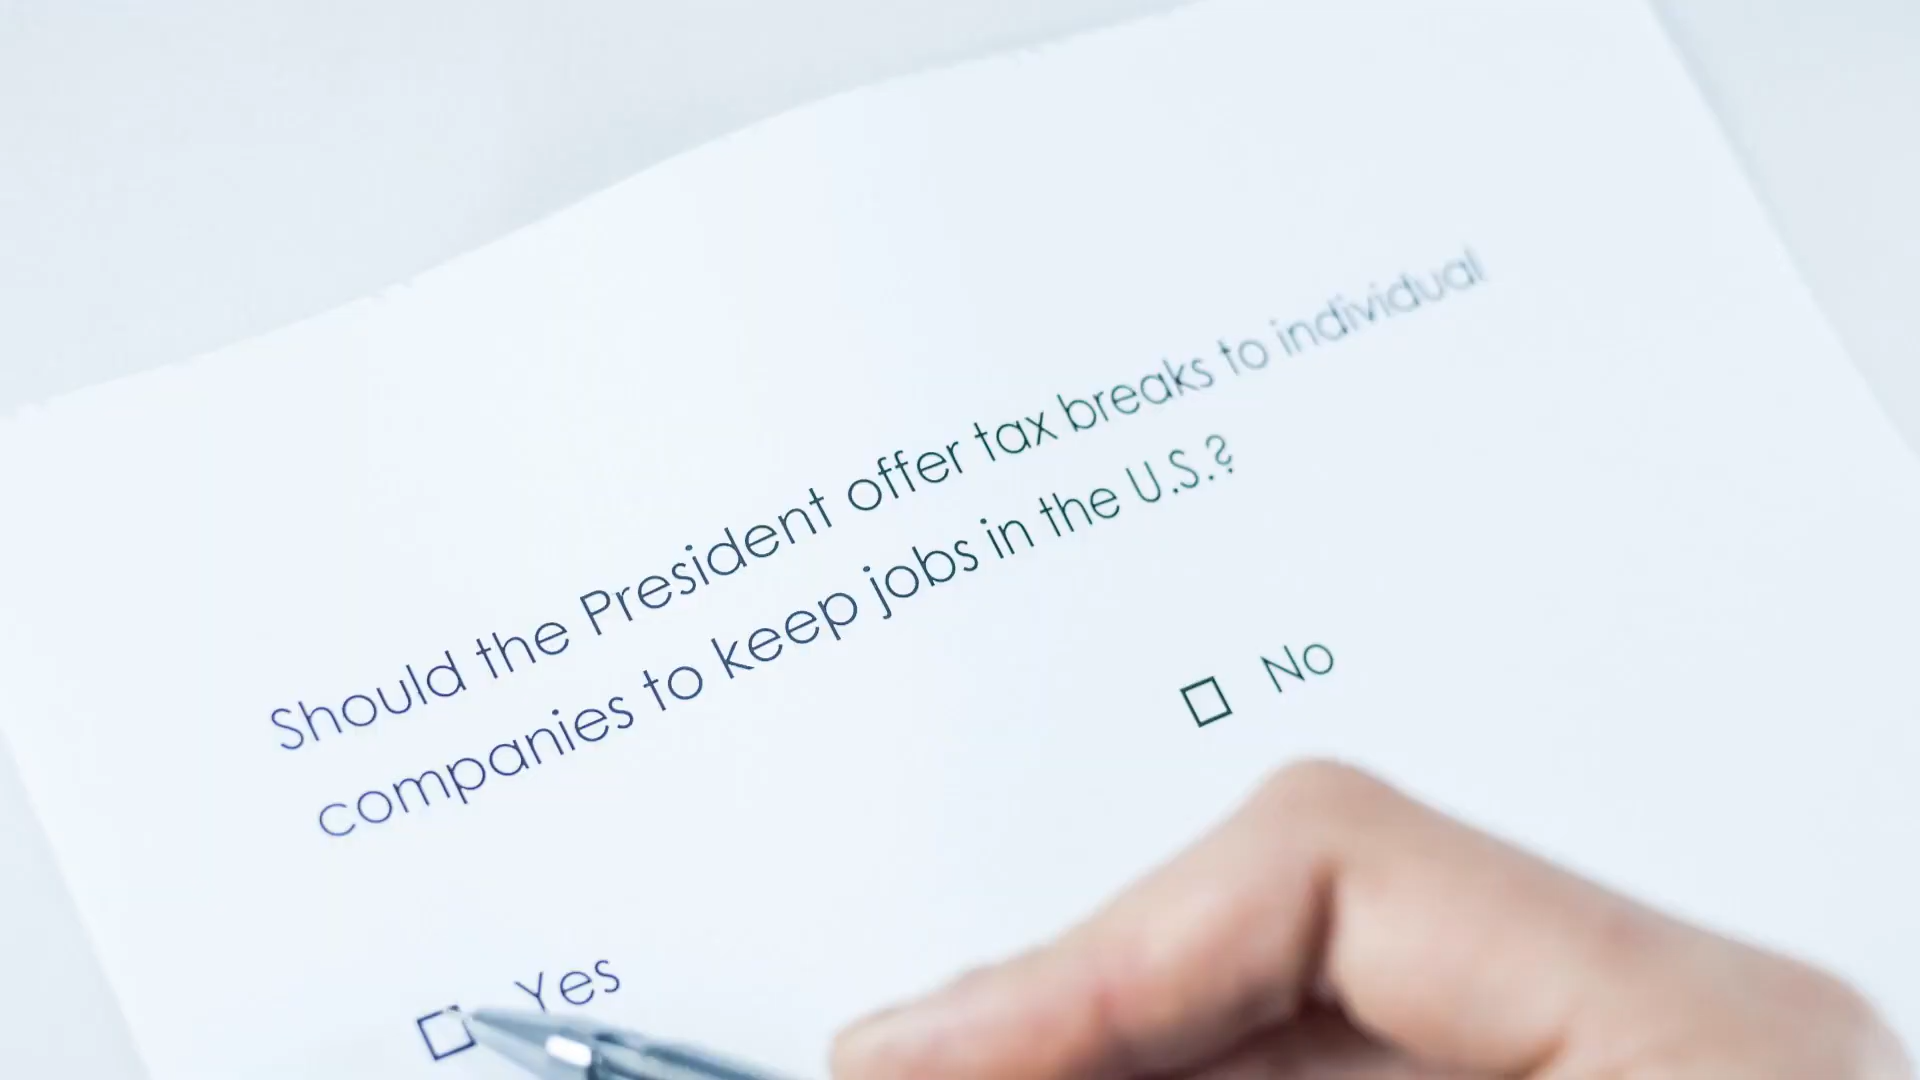 Should the President offer tax breaks to individual
companies to keep jobs in the U.S.?
Yes
No